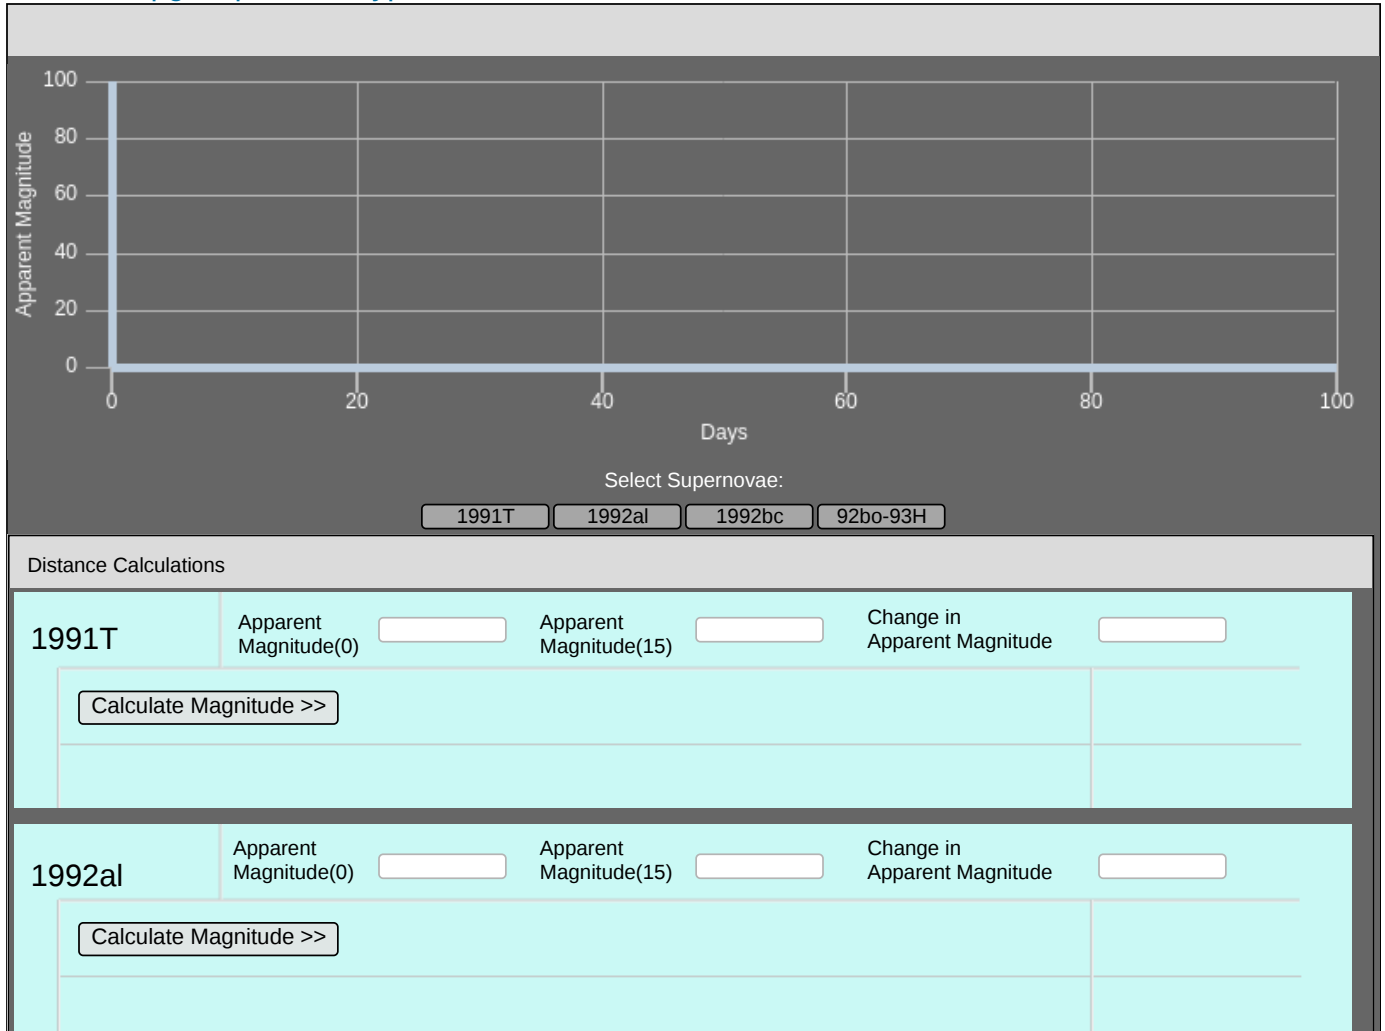 100
80
60
40
20
0
Apparent Magnitude
0 20 40 60 80 100
Days
Select Supernovae:
1991T 1992al 1992bc 92bo-93H
Distance Calculations
1991T
Apparent
Magnitude(0)
Apparent
Magnitude(15)
Change in
Apparent Magnitude
Calculate Magnitude >>
1992al
Apparent
Magnitude(0)
Apparent
Magnitude(15)
Change in
Apparent Magnitude
Calculate Magnitude >>